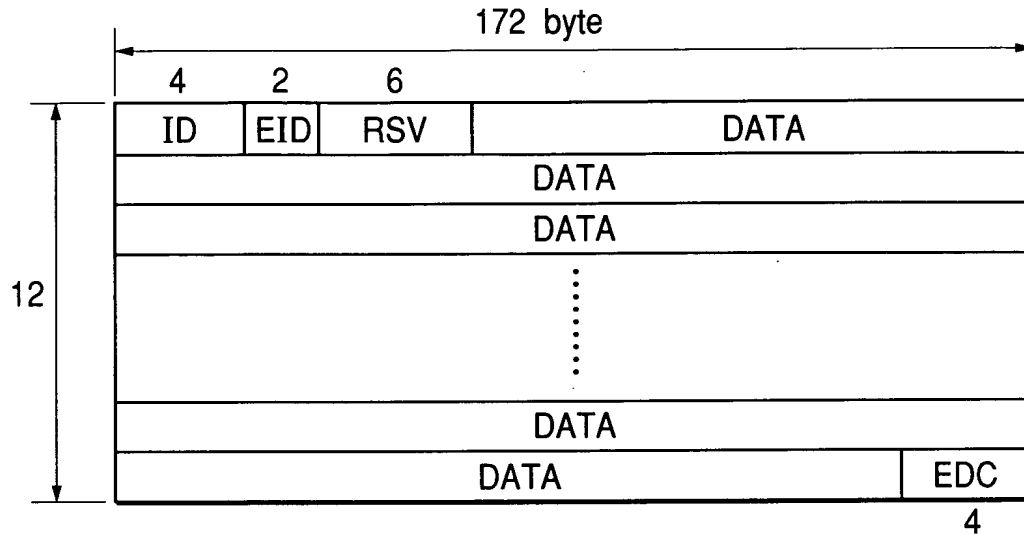 172 byte
4 2 6
ID EID RSV DATA
DATA
DATA
12
DATA
DATA EDC
4